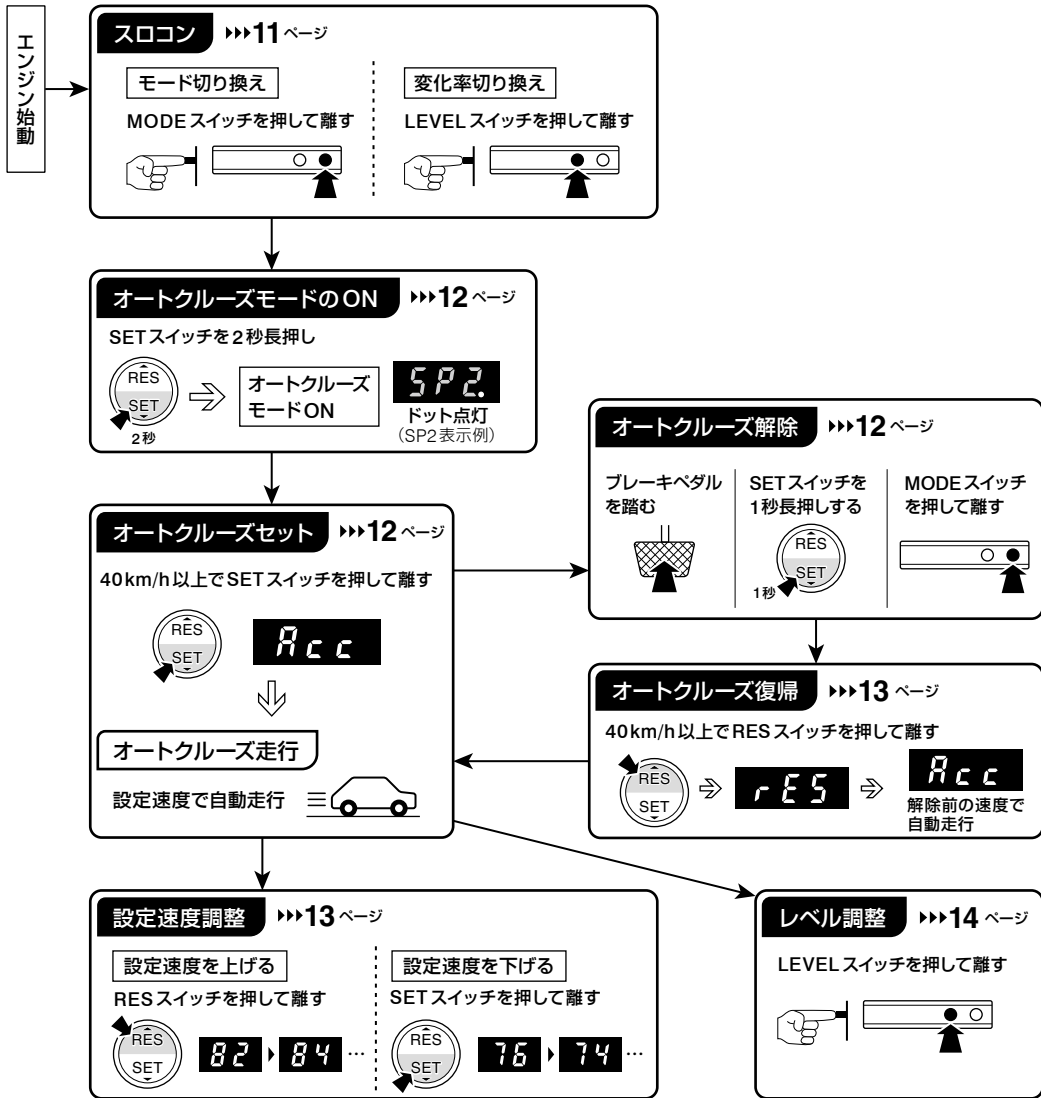 エンジン始動
スロコン ▸▸▸11 ページ
モード切り換え
MODEスイッチを押して離す
変化率切り換え
LEVELスイッチを押して離す
オートクルーズモードのON ▸▸▸12 ページ
SETスイッチを2秒長押し
RES
SET
2秒
オートクルーズ
モードON
SP2.
ドット点灯
(SP2表示例)
オートクルーズセット ▸▸▸12 ページ
40km/h以上でSETスイッチを押して離す
RES
SET
Acc
オートクルーズ走行
設定速度で自動走行
オートクルーズ解除 ▸▸▸12 ページ
ブレーキペダル
を踏む
SETスイッチを
1秒長押しする
RES
SET
1秒
MODEスイッチ
を押して離す
オートクルーズ復帰 ▸▸▸13 ページ
40km/h以上でRESスイッチを押して離す
RES
SET
rES
Acc
解除前の速度で
自動走行
設定速度調整 ▸▸▸13 ページ
設定速度を上げる
RESスイッチを押して離す
RES
SET
82 ▸ 84 …
設定速度を下げる
SETスイッチを押して離す
RES
SET
76 ▸ 74 …
レベル調整 ▸▸▸14 ページ
LEVELスイッチを押して離す